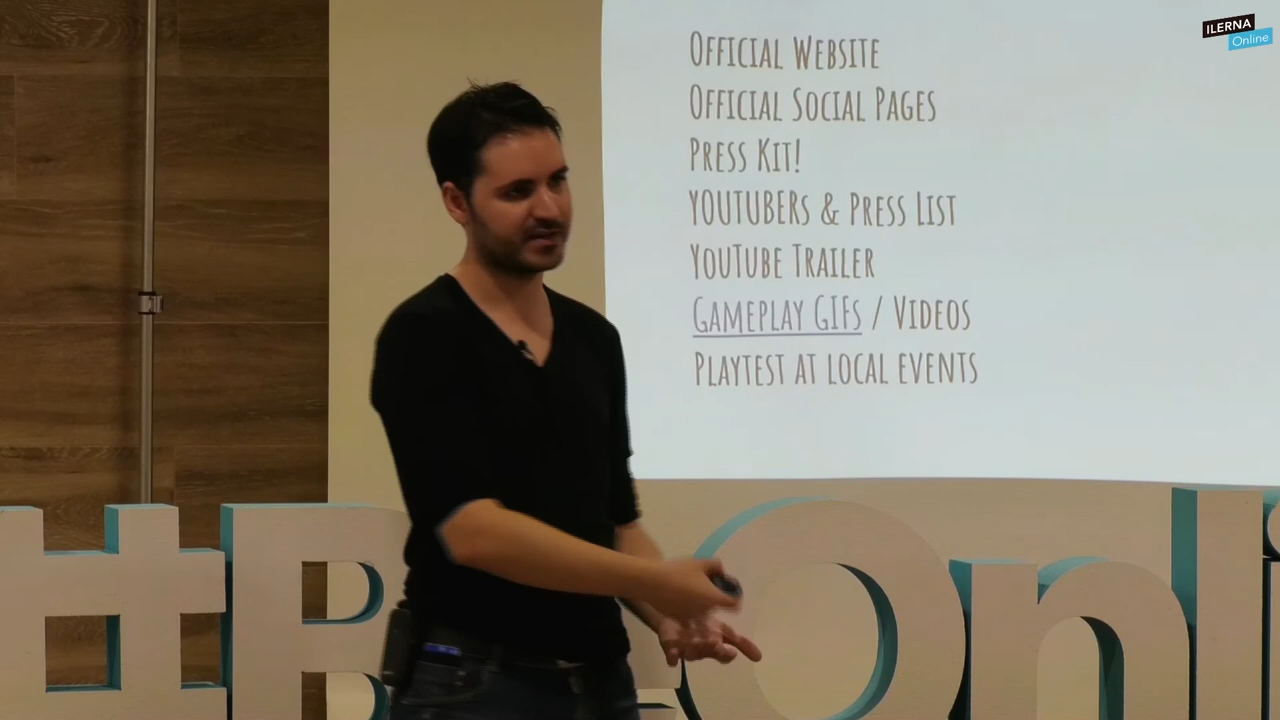 ILERNA
Online
OFFICIAL WEBSITE
OFFICIAL SOCIAL PAGES
PRESS KIT!
YOUTUBERS & PRESS LIST
YOUTUBE TRAILER
GAMEPLAY GIFS / VIDEOS
PLAYTEST AT LOCAL EVENTS